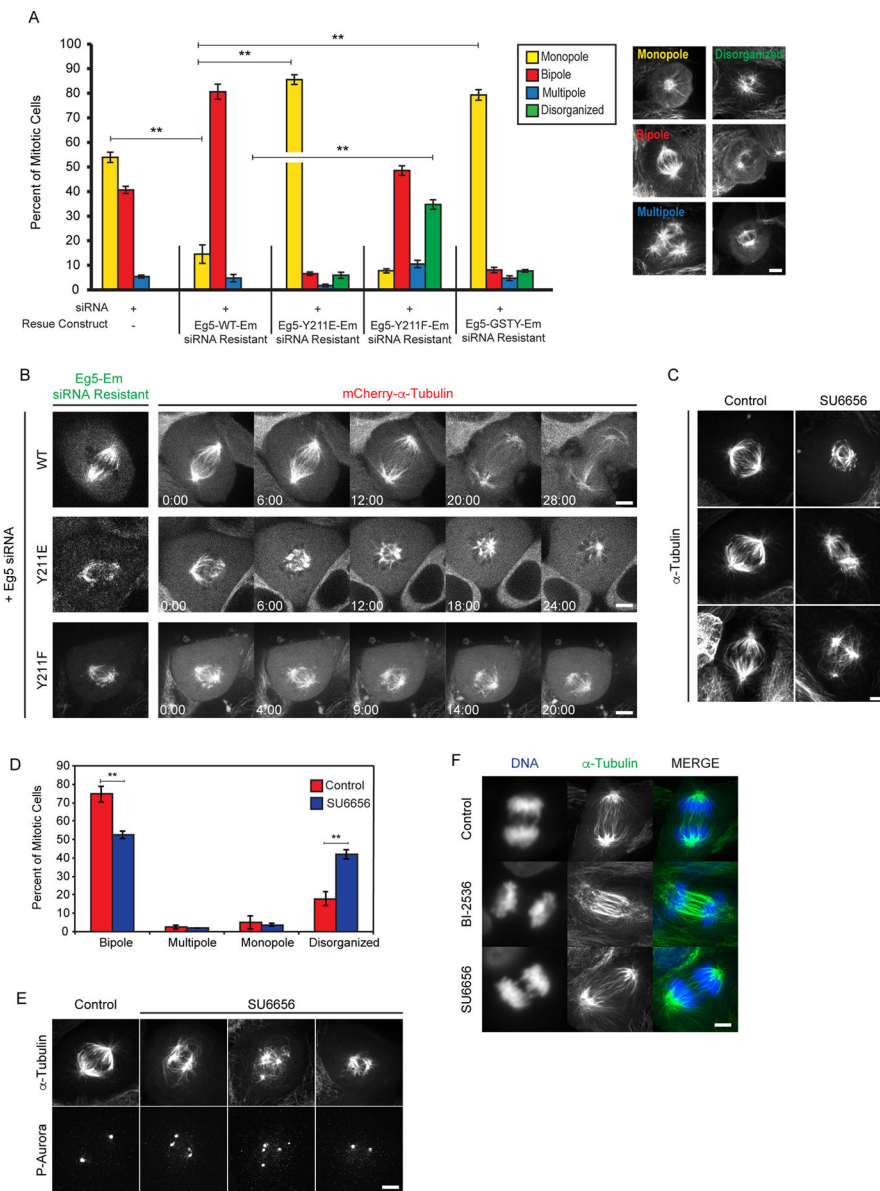 A
**
**
**
**
Percent of Mitotic Cells
100
90
80
70
60
50
40
30
20
10
0
Monopole
Bipole
Multipole
Disorganized
Monopole
Disorganized
Bipole
Multipole
siRNA + + + + +
Resue Construct - Eg5-WT-Em Eg5-Y211E-Em Eg5-Y211F-Em Eg5-GSTY-Em
siRNA Resistant siRNA Resistant siRNA Resistant siRNA Resistant
B
Eg5-Em
siRNA Resistant
mCherry-α-Tubulin
+ Eg5 siRNA
WT
0:00 6:00 12:00 20:00 28:00
Y211E
0:00 6:00 12:00 18:00 24:00
Y211F
0:00 4:00 9:00 14:00 20:00
C
Control SU6656
α-Tubulin
D
Percent of Mitotic Cells
90
80
70
60
50
40
30
20
10
0
**
**
Control
SU6656
Bipole Multipole Monopole Disorganized
E
Control SU6656
α-Tubulin
P-Aurora
F
DNA α-Tubulin MERGE
Control
BI-2536
SU6656